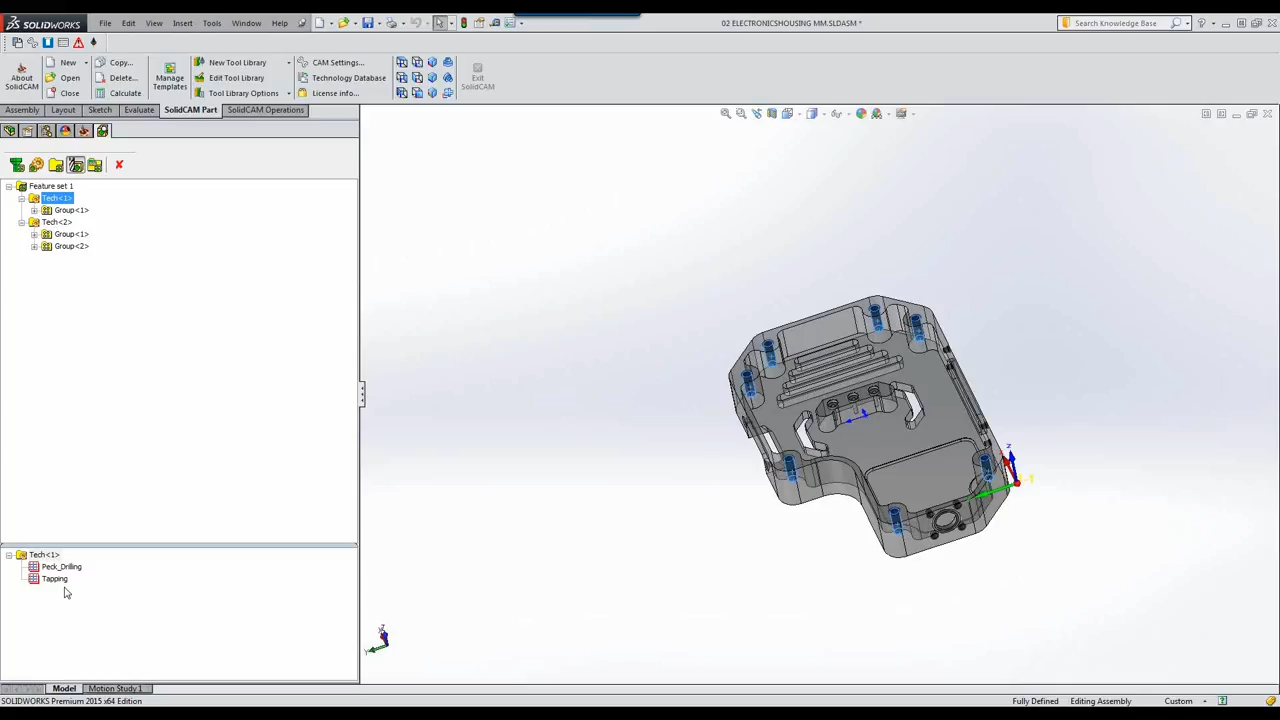 SOLIDWORKS File Edit View Insert Tools Window Help 02 ELECTRONICSHOUSING MM.SLDASM * Search Knowledge Base
About SolidCAM
New
Open
Close
Copy...
Delete...
Calculate
Manage Templates
New Tool Library
Edit Tool Library
Tool Library Options
CAM Settings...
Technology Database
License info...
Exit SolidCAM
Assembly Layout Sketch Evaluate SolidCAM Part SolidCAM Operations
Feature set 1
Tech<1>
Group<1>
Tech<2>
Group<1>
Group<2>
Tech<1>
Peck_Drilling
Tapping
Z
Y
Model Motion Study 1
SOLIDWORKS Premium 2015 x64 Edition Fully Defined Editing Assembly Custom